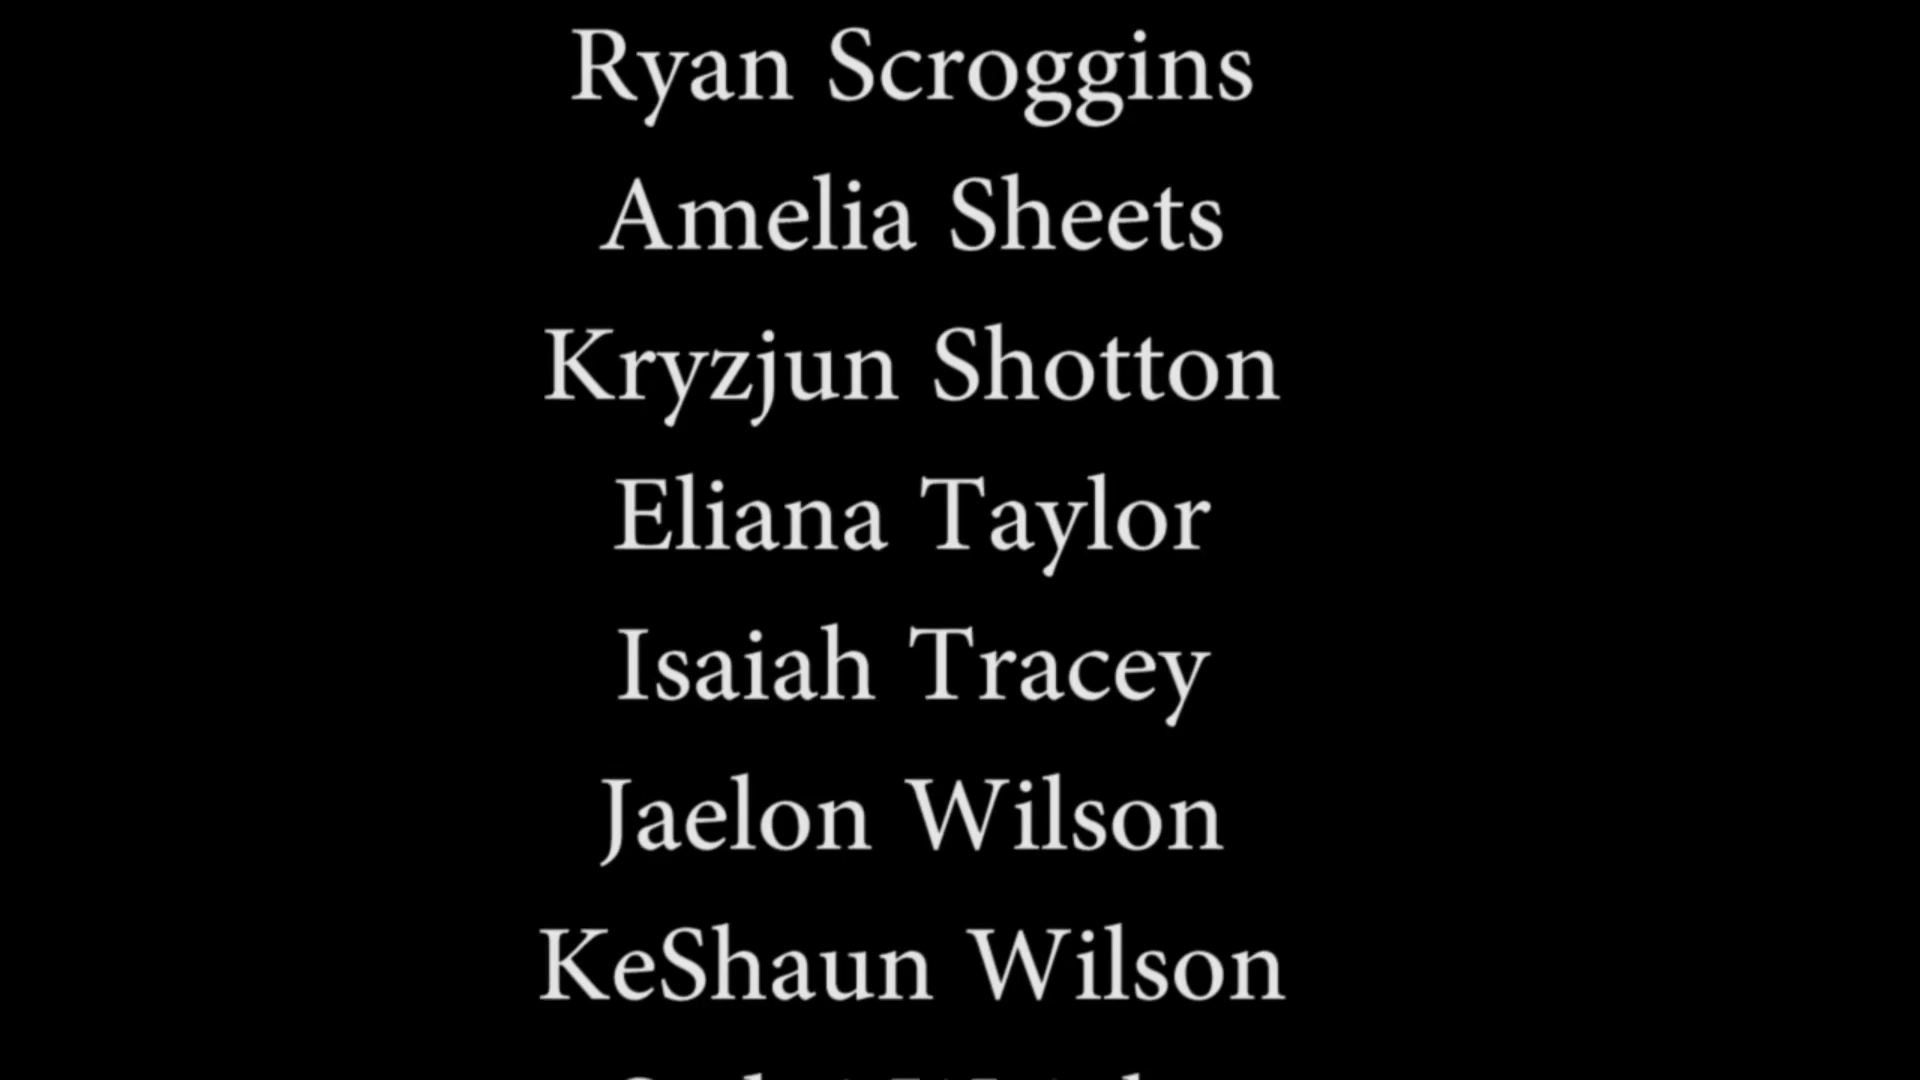 Ryan Scroggins
Amelia Sheets
Kryzjun Shotton
Eliana Taylor
Isaiah Tracey
Jaelon Wilson
KeShaun Wilson